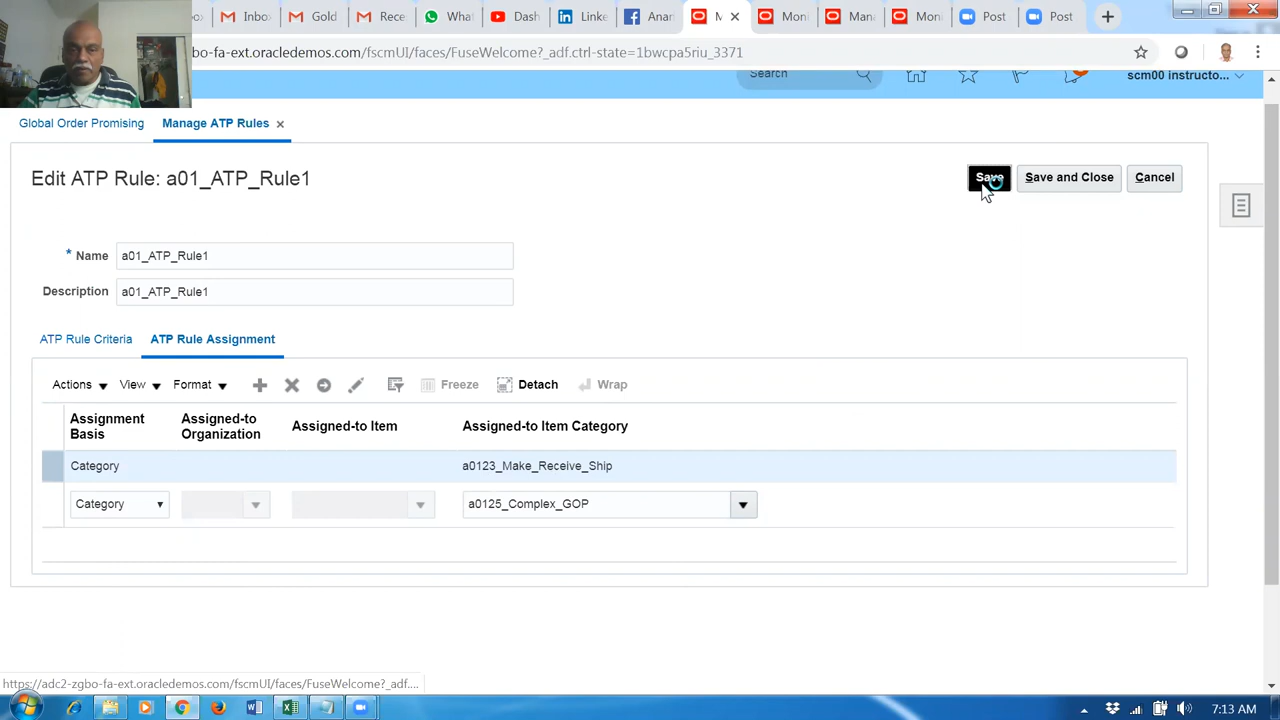 Inbo Gold Rece Wha Das Linke Anar M Mon Man Mor Post Post
bo-fa-ext.oracledemos.com/fscmUI/faces/FuseWelcome?_adf.ctrl-state=1bwcpa5riu_3371
Search scm00 instructo...
Global Order Promising Manage ATP Rules
Edit ATP Rule: a01_ATP_Rule1
Save Save and Close Cancel
* Name a01_ATP_Rule1
Description a01_ATP_Rule1
ATP Rule Criteria ATP Rule Assignment
Actions View Format Freeze Detach Wrap
Assignment Basis Assigned-to Organization Assigned-to Item Assigned-to Item Category
Category a0123_Make_Receive_Ship
Category a0125_Complex_GOP
https://adc2-zgbo-fa-ext.oracledemos.com/fscmUI/faces/FuseWelcome?_adf....
7:13 AM